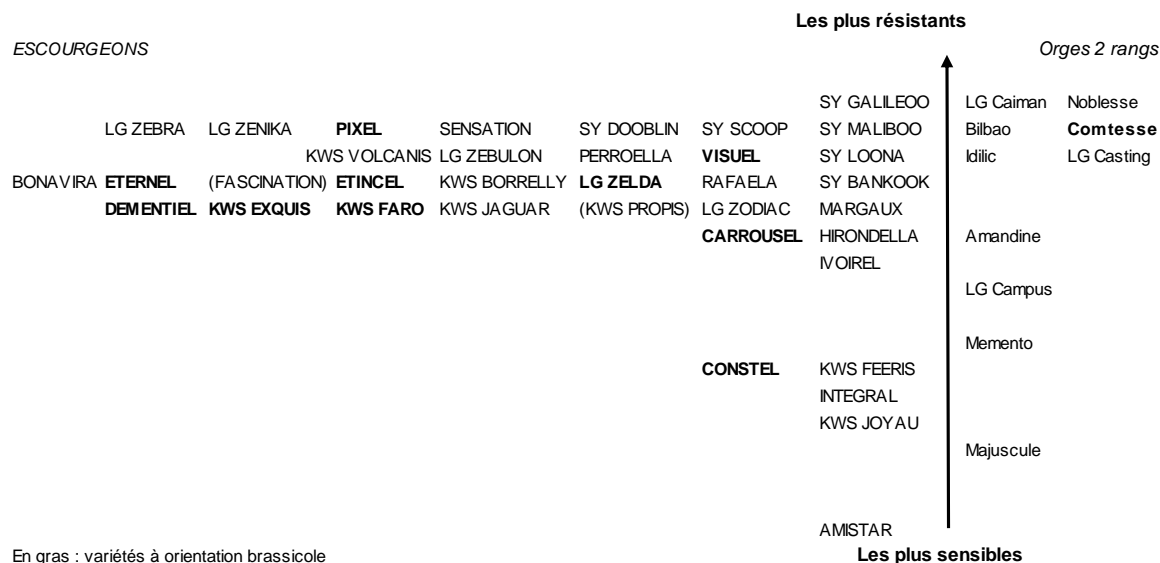 Les plus résistants
ESCOURGEONS Orges 2 rangs
SY GALILEOO LG Caiman Noblesse
LG ZEBRA LG ZENIKA PIXEL SENSATION SY DOOBLIN SY SCOOP SY MALIBOO Bilbao Comtesse
KWS VOLCANIS LG ZEBULON PERROELLA VISUEL SY LOONA Idilic LG Casting
BONAVIRA ETERNEL (FASCINATION) ETINCEL KWS BORRELLY LG ZELDA RAFAELA SY BANKOOK
DEMENTIEL KWS EXQUIS KWS FARO KWS JAGUAR (KWS PROPIS) LG ZODIAC MARGAUX
CARROUSEL HIRONDELLA Amandine
IVOIREL
LG Campus
Memento
CONSTEL KWS FEERIS
INTEGRAL
KWS JOYAU
Majuscule
AMISTAR
En gras : variétés à orientation brassicole Les plus sensibles